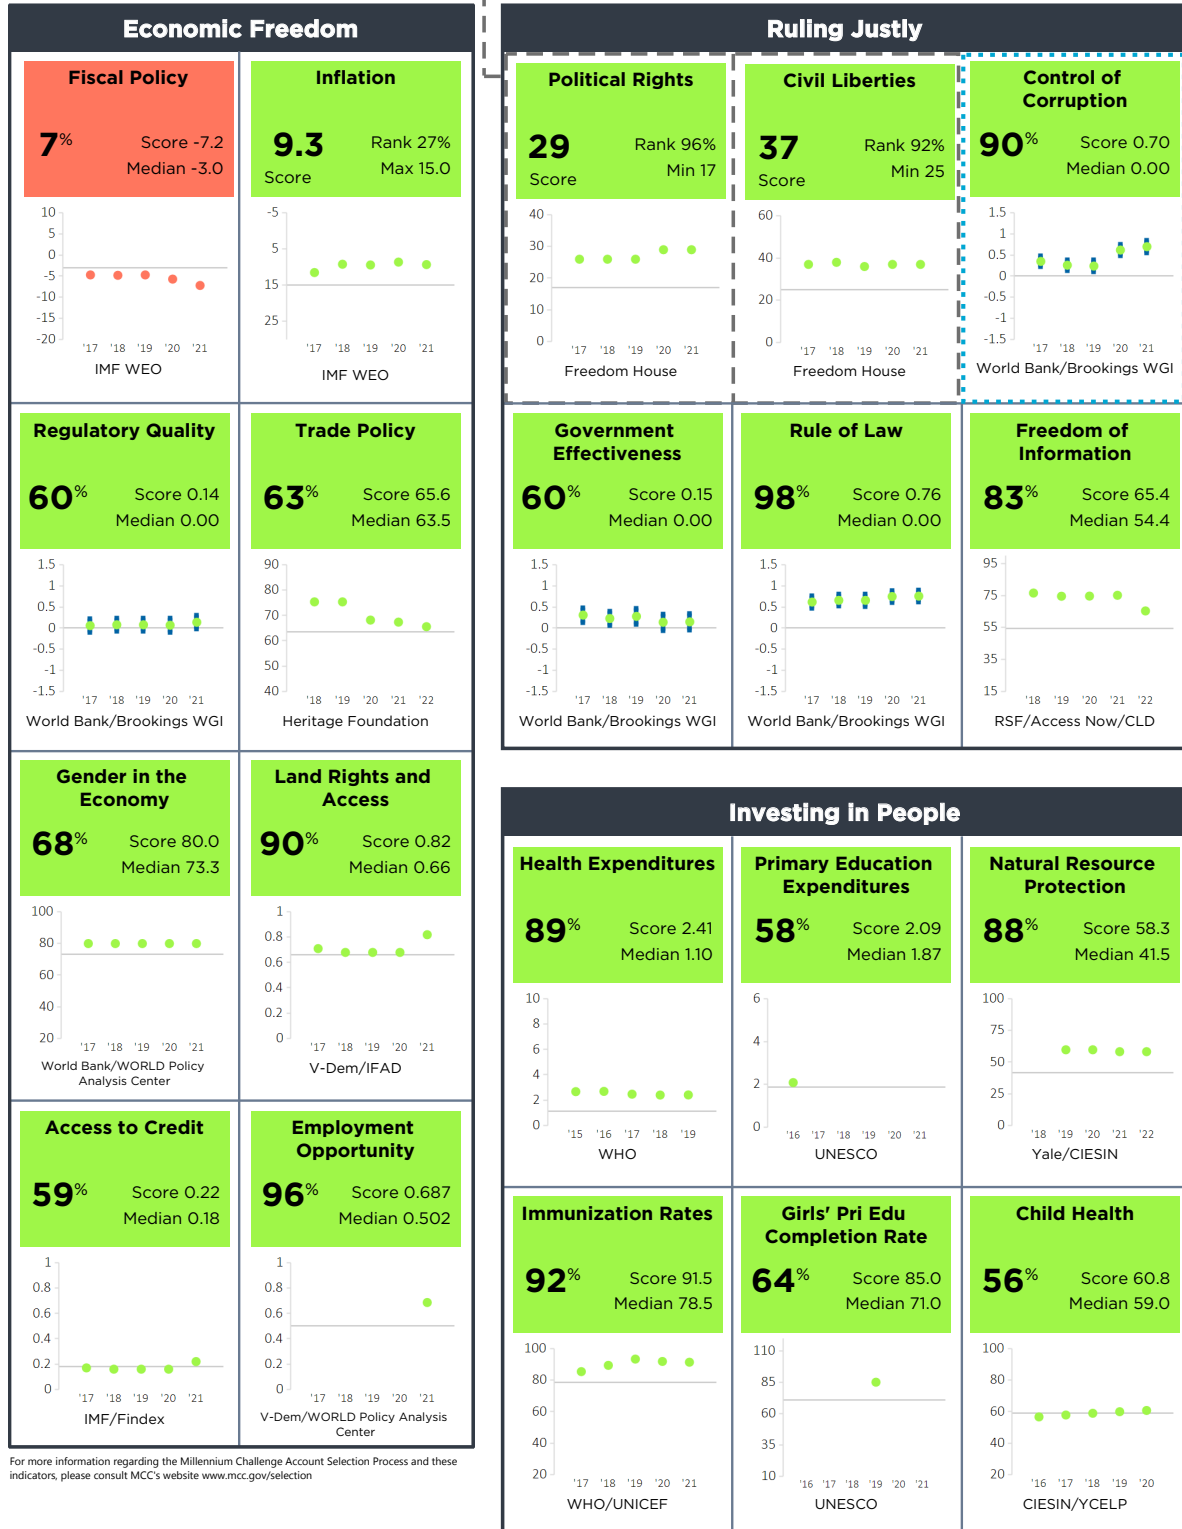 Economic Freedom
Fiscal Policy
7%
Score -7.2
Median -3.0
10
5
0
-5
-10
-15
-20
'17 '18 '19 '20 '21
IMF WEO
Inflation
9.3
Score
Rank 27%
Max 15.0
-5
5
15
25
'17 '18 '19 '20 '21
IMF WEO
Regulatory Quality
60%
Score 0.14
Median 0.00
1.5
1
0.5
0
-0.5
-1
-1.5
'17 '18 '19 '20 '21
World Bank/Brookings WGI
Trade Policy
63%
Score 65.6
Median 63.5
90
80
70
60
50
40
'18 '19 '20 '21 '22
Heritage Foundation
Gender in the
Economy
68%
Score 80.0
Median 73.3
100
80
60
40
20
'17 '18 '19 '20 '21
World Bank/WORLD Policy
Analysis Center
Land Rights and
Access
90%
Score 0.82
Median 0.66
1
0.8
0.6
0.4
0.2
0
'17 '18 '19 '20 '21
V-Dem/IFAD
Access to Credit
59%
Score 0.22
Median 0.18
1
0.8
0.6
0.4
0.2
0
'17 '18 '19 '20 '21
IMF/Findex
Employment
Opportunity
96%
Score 0.687
Median 0.502
1
0.8
0.6
0.4
0.2
0
'17 '18 '19 '20 '21
V-Dem/WORLD Policy Analysis
Center
For more information regarding the Millennium Challenge Account Selection Process and these
indicators, please consult MCC's website www.mcc.gov/selection
Ruling Justly
Political Rights
29
Score
Rank 96%
Min 17
40
30
20
10
0
'17 '18 '19 '20 '21
Freedom House
Civil Liberties
37
Score
Rank 92%
Min 25
60
40
20
0
'17 '18 '19 '20 '21
Freedom House
Control of
Corruption
90%
Score 0.70
Median 0.00
1.5
1
0.5
0
-0.5
-1
-1.5
'17 '18 '19 '20 '21
World Bank/Brookings WGI
Government
Effectiveness
60%
Score 0.15
Median 0.00
1.5
1
0.5
0
-0.5
-1
-1.5
'17 '18 '19 '20 '21
World Bank/Brookings WGI
Rule of Law
98%
Score 0.76
Median 0.00
1.5
1
0.5
0
-0.5
-1
-1.5
'17 '18 '19 '20 '21
World Bank/Brookings WGI
Freedom of
Information
83%
Score 65.4
Median 54.4
95
75
55
35
15
'18 '19 '20 '21 '22
RSF/Access Now/CLD
Investing in People
Health Expenditures
89%
Score 2.41
Median 1.10
10
8
6
4
2
0
'15 '16 '17 '18 '19
WHO
Primary Education
Expenditures
58%
Score 2.09
Median 1.87
6
4
2
0
'16 '17 '18 '19 '20 '21
UNESCO
Natural Resource
Protection
88%
Score 58.3
Median 41.5
100
75
50
25
0
'18 '19 '20 '21 '22
Yale/CIESIN
Immunization Rates
92%
Score 91.5
Median 78.5
100
80
60
40
20
'17 '18 '19 '20 '21
WHO/UNICEF
Girls' Pri Edu
Completion Rate
64%
Score 85.0
Median 71.0
110
85
60
35
10
'16 '17 '18 '19 '20 '21
UNESCO
Child Health
56%
Score 60.8
Median 59.0
100
80
60
40
20
'16 '17 '18 '19 '20
CIESIN/YCELP